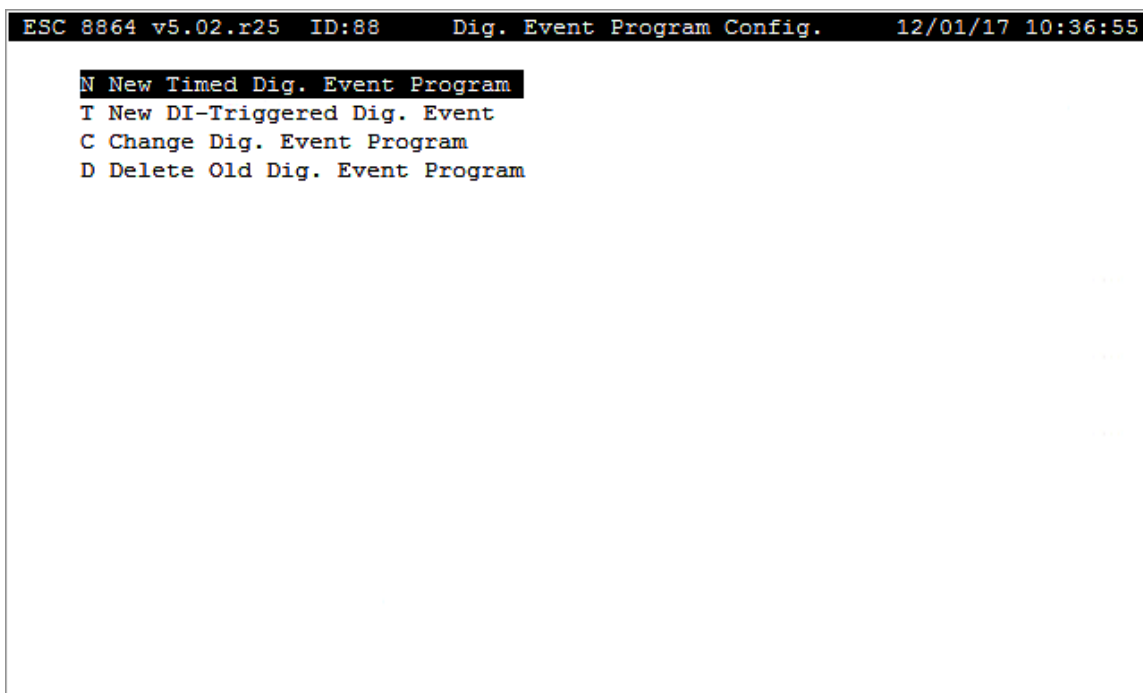 ESC 8864 v5.02.r25 ID:88 Dig. Event Program Config. 12/01/17 10:36:55
N New Timed Dig. Event Program
T New DI-Triggered Dig. Event
C Change Dig. Event Program
D Delete Old Dig. Event Program